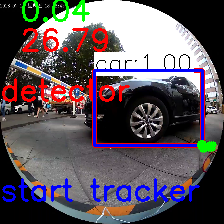 0.04
26.79
car:1.00
detector
start tracker